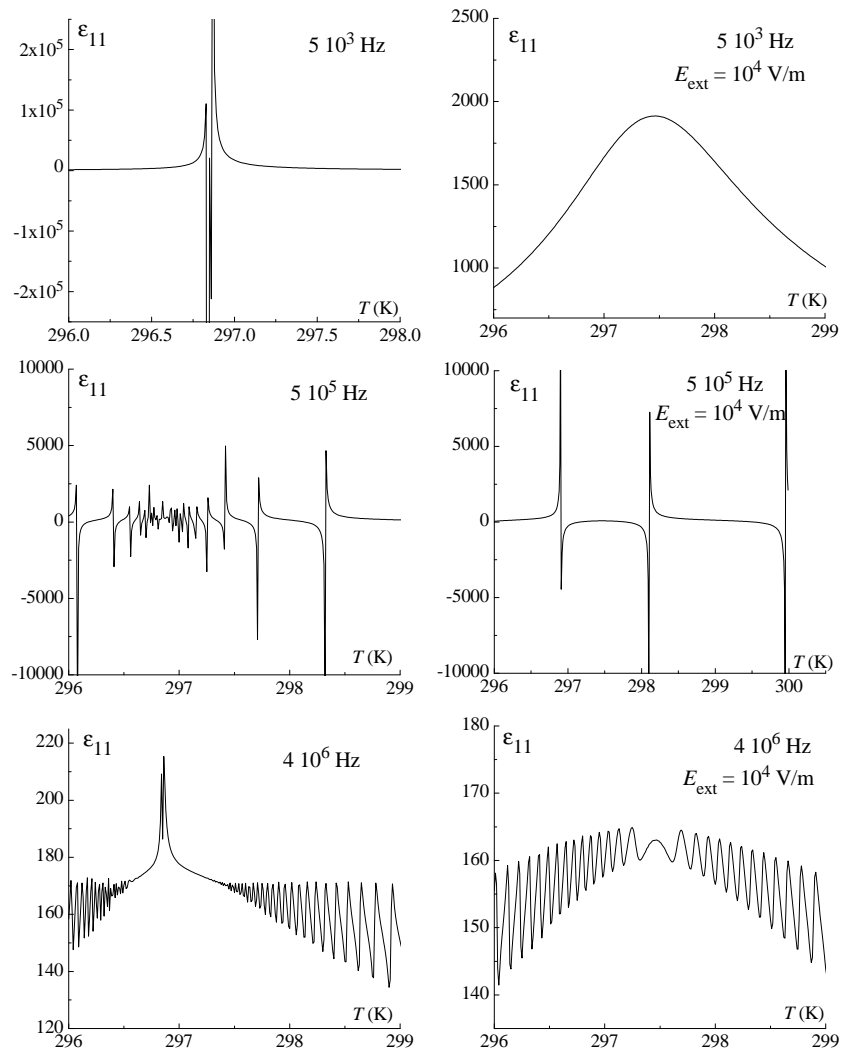 ε₁₁
5 10³ Hz
2x10⁵
1x10⁵
0
-1x10⁵
-2x10⁵
T (K)
296.0 296.5 297.0 297.5 298.0
ε₁₁
5 10³ Hz
E_ext = 10⁴ V/m
2500
2000
1500
1000
T (K)
296 297 298 299
ε₁₁
5 10⁵ Hz
10000
5000
0
-5000
-10000
T (K)
296 297 298 299
ε₁₁
5 10⁵ Hz
E_ext = 10⁴ V/m
10000
5000
0
-5000
-10000
T (K)
296 297 298 299 300
ε₁₁
4 10⁶ Hz
220
200
180
160
140
120
T (K)
296 297 298 299
ε₁₁
4 10⁶ Hz
E_ext = 10⁴ V/m
180
170
160
150
140
135
T (K)
296 297 298 299